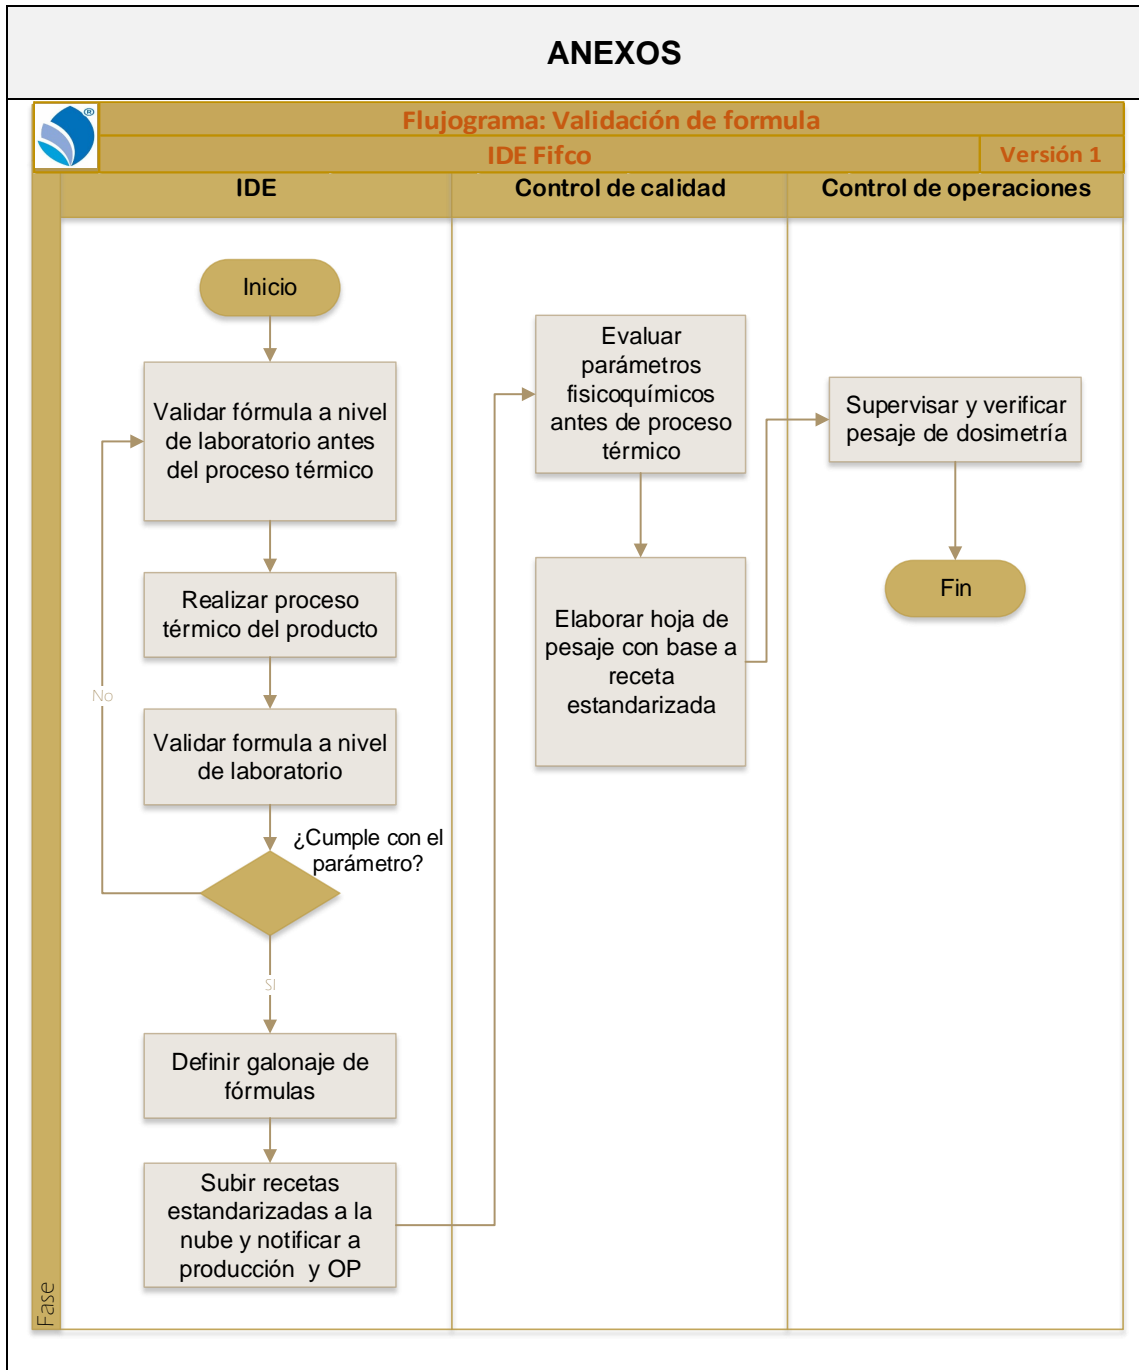 ANEXOS
®
Flujograma: Validación de formula
IDE Fifco
Versión 1
IDE
Control de calidad
Control de operaciones
Inicio
Validar fórmula a nivel
de laboratorio antes
del proceso térmico
Realizar proceso
térmico del producto
No
Validar formula a nivel
de laboratorio
¿Cumple con el
parámetro?
SI
Definir galonaje de
fórmulas
Subir recetas
estandarizadas a la
nube y notificar a
producción y OP
Evaluar
parámetros
fisicoquímicos
antes de proceso
térmico
Elaborar hoja de
pesaje con base a
receta
estandarizada
Supervisar y verificar
pesaje de dosimetría
Fin
Fase